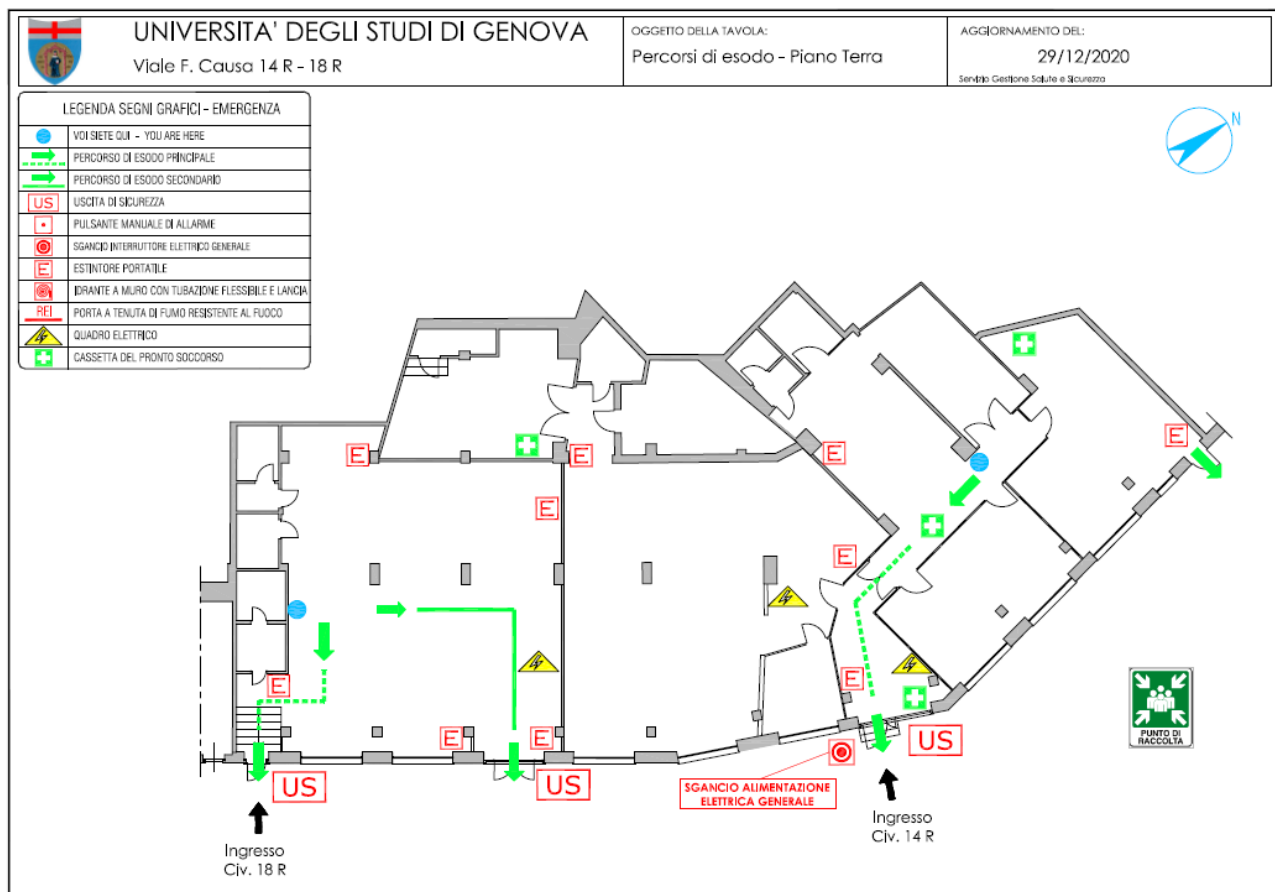 UNIVERSITA' DEGLI STUDI DI GENOVA
Viale F. Causa 14 R - 18 R
OGGETTO DELLA TAVOLA:
Percorsi di esodo - Piano Terra
AGGIORNAMENTO DEL:
29/12/2020
Servizio Gestione Salute e Sicurezza
LEGENDA SEGNI GRAFICI - EMERGENZA
VOI SIETE QUI - YOU ARE HERE
PERCORSO DI ESODO PRINCIPALE
PERCORSO DI ESODO SECONDARIO
US USCITA DI SICUREZZA
PULSANTE MANUALE DI ALLARME
SGANCIO INTERRUTTORE ELETTRICO GENERALE
E ESTINTORE PORTATILE
IDRANTE A MURO CON TUBAZIONE FLESSIBILE E LANCIA
REI PORTA A TENUTA DI FUMO RESISTENTE AL FUOCO
QUADRO ELETTRICO
CASSETTA DEL PRONTO SOCCORSO
N
E
E
E
E
E
E
E
E
E
E
US
US
US
SGANCIO ALIMENTAZIONE
ELETTRICA GENERALE
PUNTO DI
RACCOLTA
Ingresso
Civ. 14 R
Ingresso
Civ. 18 R